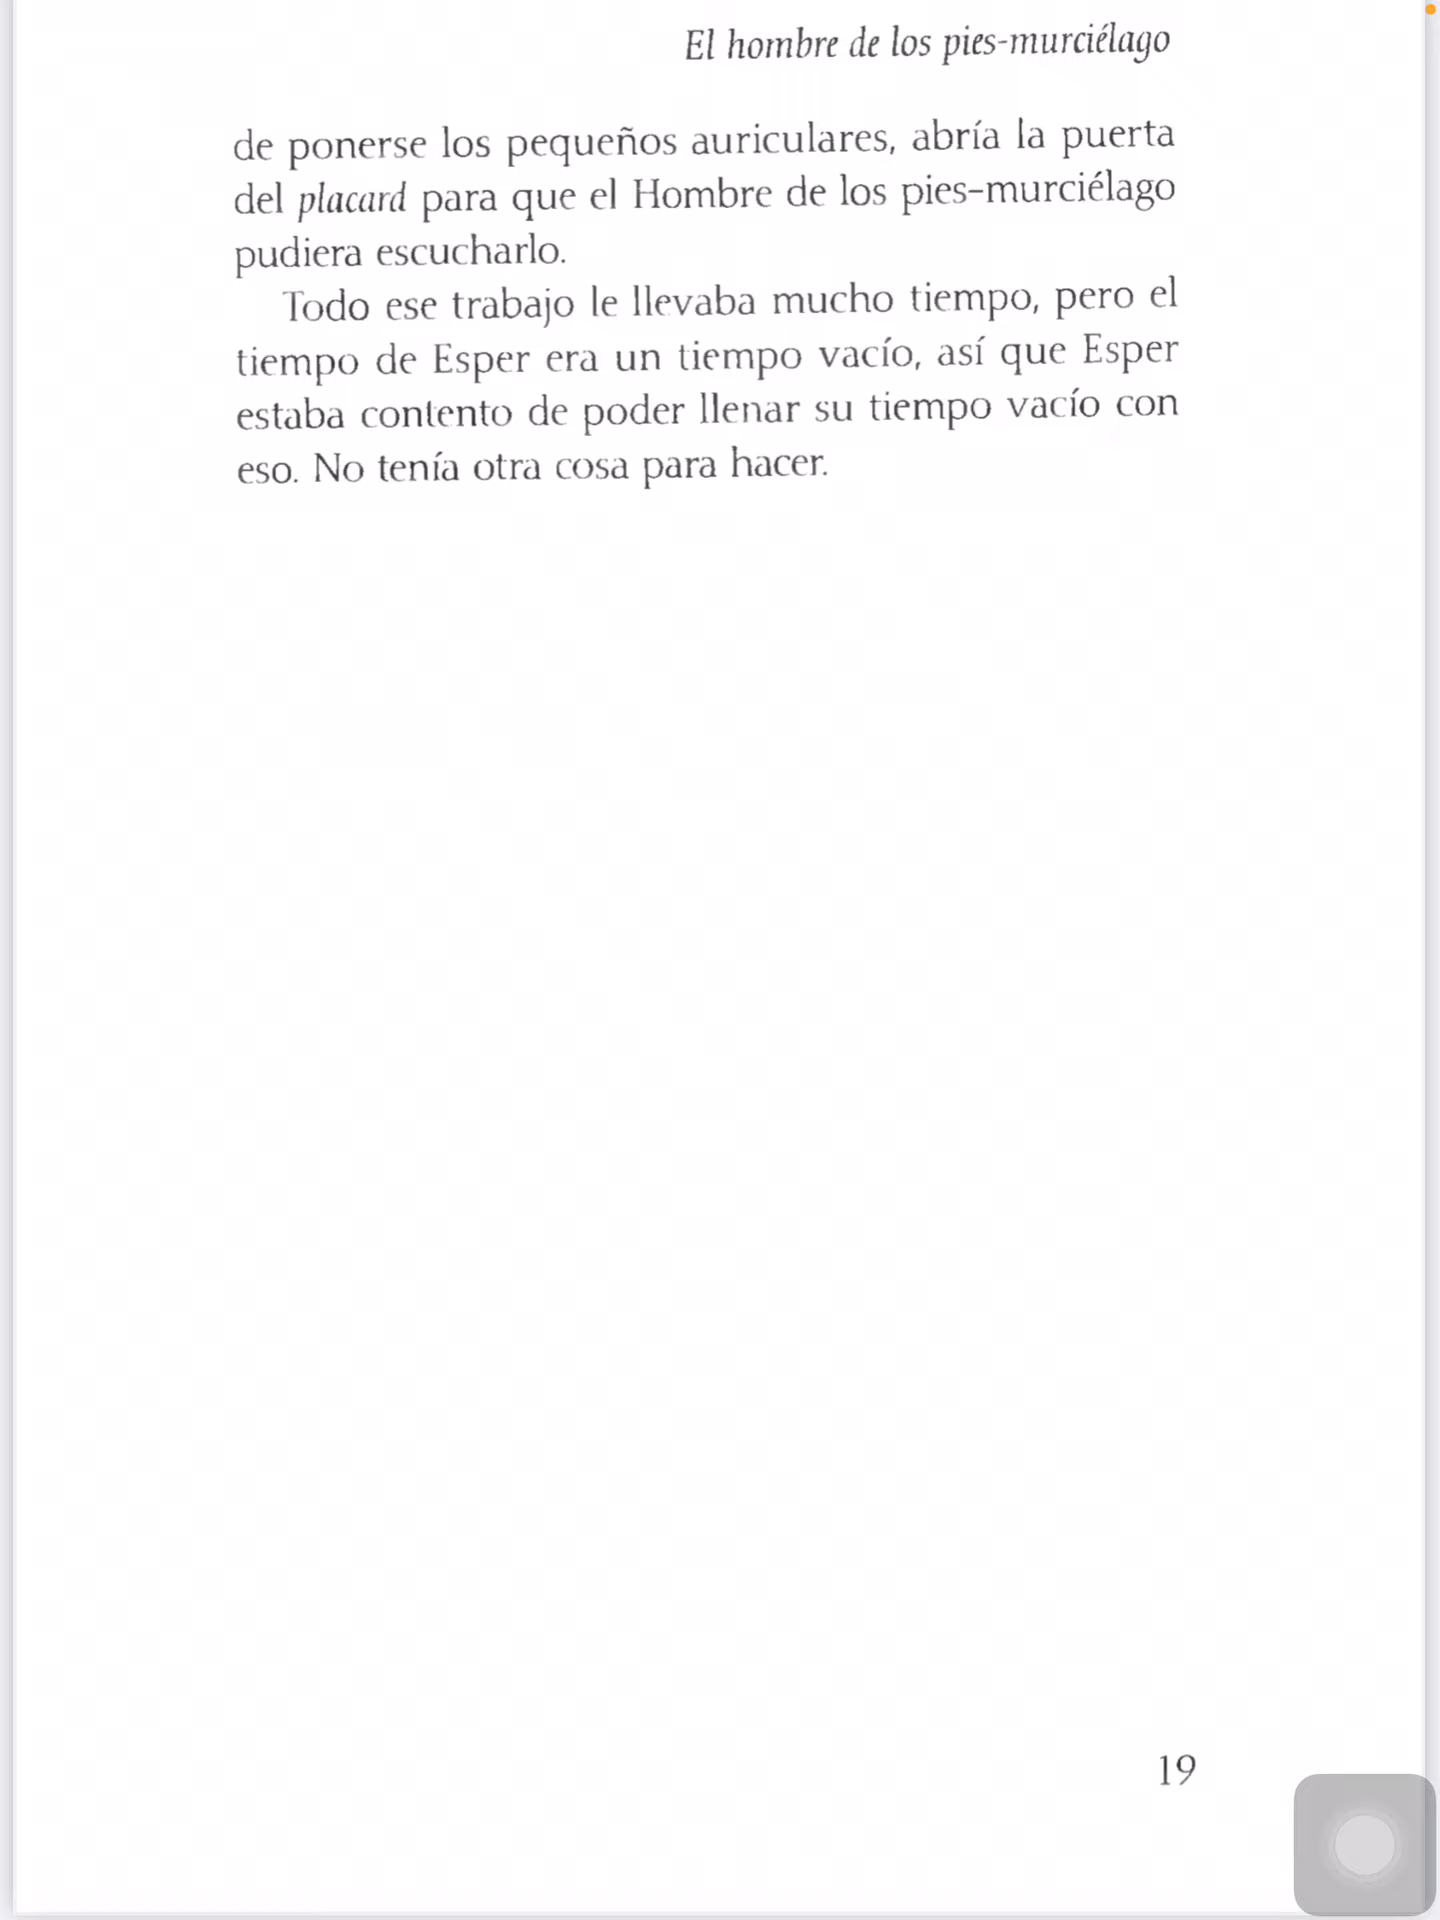 El hombre de los pies-murciélago
de ponerse los pequeños auriculares, abría la puerta
del placard para que el Hombre de los pies-murciélago
pudiera escucharlo.
Todo ese trabajo le llevaba mucho tiempo, pero el
tiempo de Esper era un tiempo vacío, así que Esper
estaba contento de poder llenar su tiempo vacío con
eso. No tenía otra cosa para hacer.
19